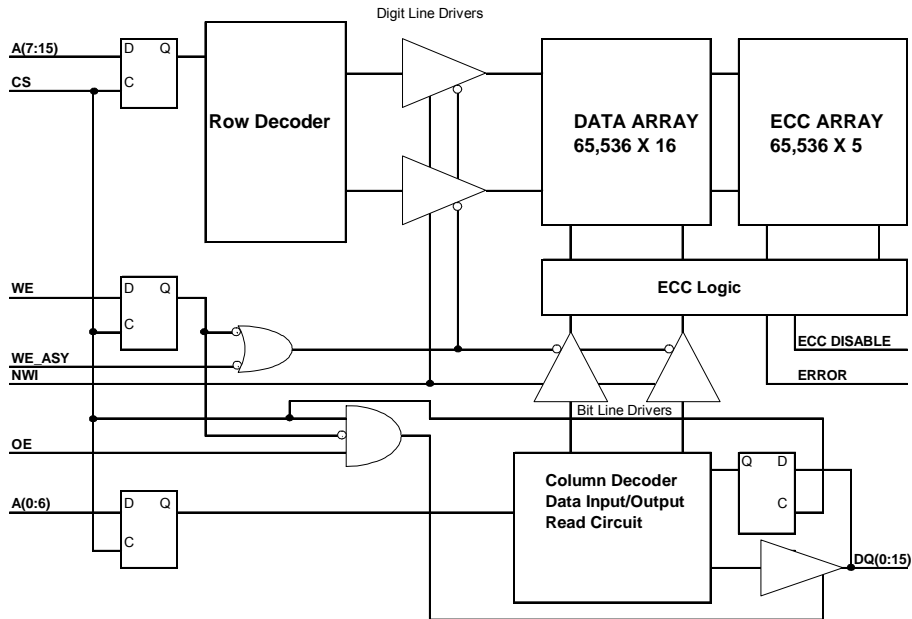 Digit Line Drivers
A(7:15)
D Q
C
CS
Row Decoder
DATA ARRAY
65,536 X 16
ECC ARRAY
65,536 X 5
WE
D Q
C
ECC Logic
WE_ASY
NWI
ECC DISABLE
ERROR
Bit Line Drivers
OE
A(0:6)
D Q
C
Column Decoder
Data Input/Output
Read Circuit
Q D
C
DQ(0:15)